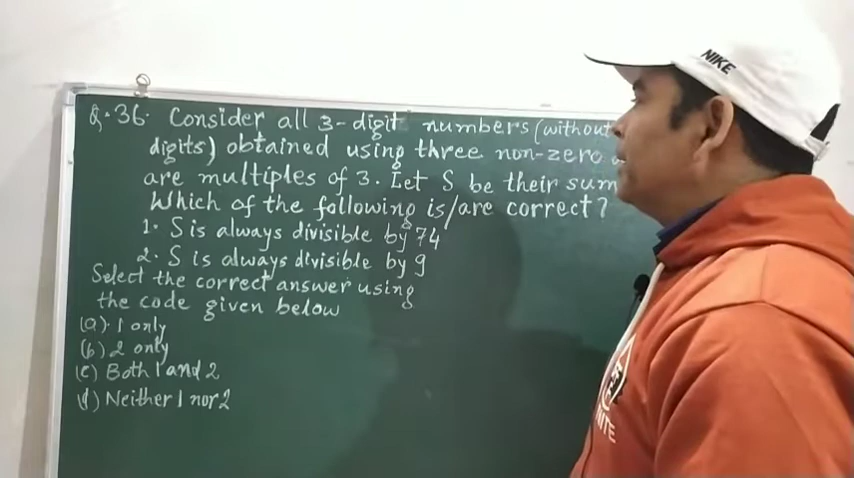 Q.36. Consider all 3-digit numbers (without
digits) obtained using three non-zero
are multiples of 3. Let S be their sum
Which of the following is/are correct?
1. S is always divisible by 74
2. S is always divisible by 9
Select the correct answer using
the code given below
(a). 1 only
(b) 2 only
(c) Both 1 and 2
(d) Neither 1 nor 2
NIKE